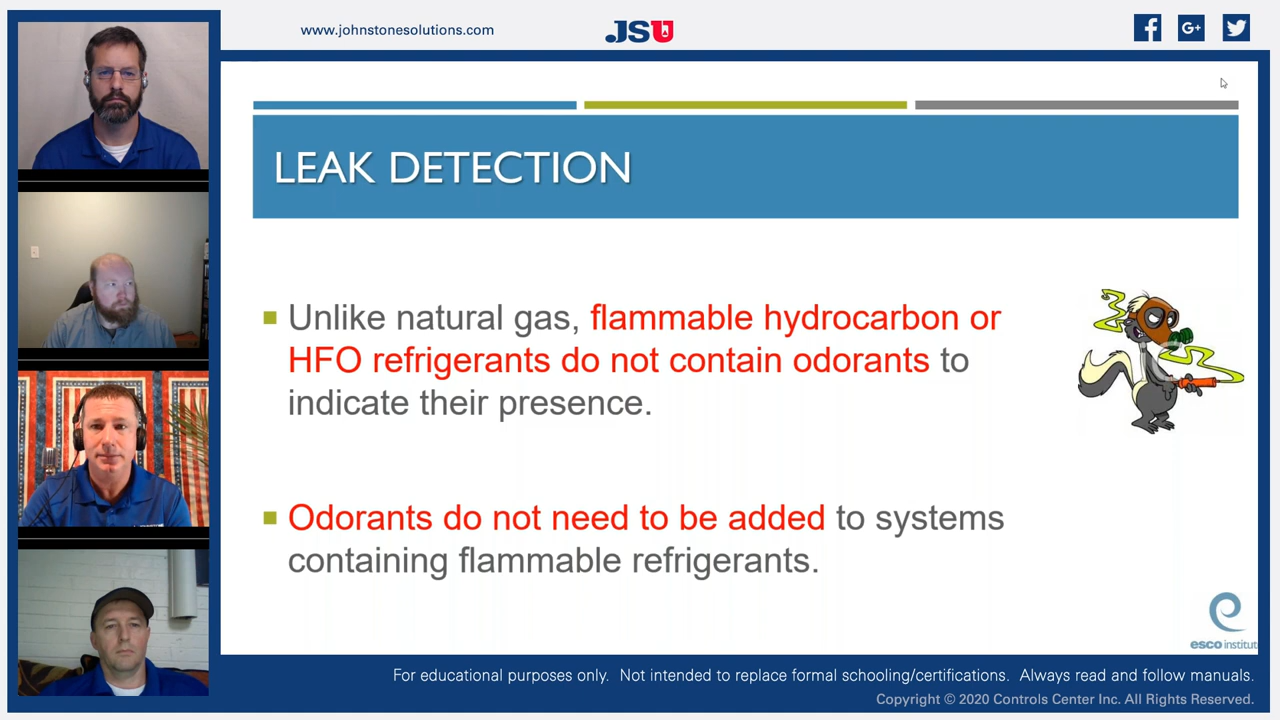 www.johnstonesolutions.com
JSU
G+
LEAK DETECTION
Unlike natural gas, flammable hydrocarbon or
HFO refrigerants do not contain odorants to
indicate their presence.
Odorants do not need to be added to systems
containing flammable refrigerants.
esco institut
For educational purposes only. Not intended to replace formal schooling/certifications. Always read and follow manuals.
Copyright © 2020 Controls Center Inc. All Rights Reserved.